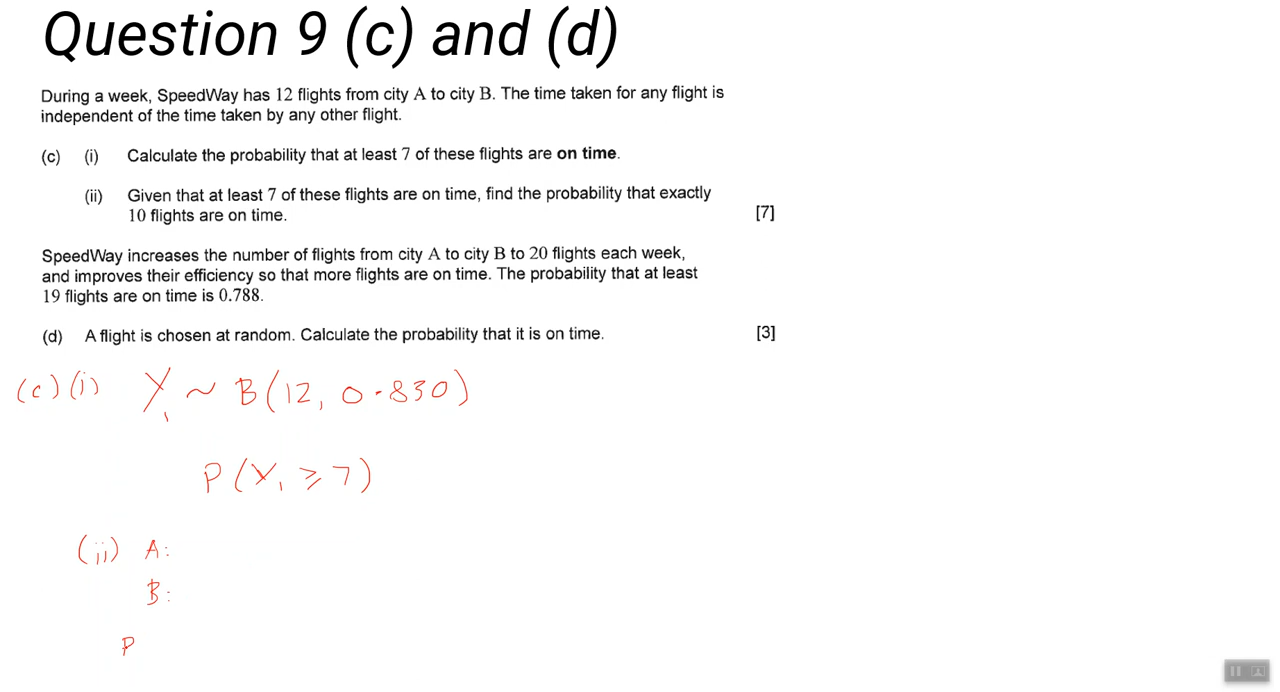 Question 9 (c) and (d)
During a week, SpeedWay has 12 flights from city A to city B. The time taken for any flight is
independent of the time taken by any other flight.
(c) (i) Calculate the probability that at least 7 of these flights are on time.
(ii) Given that at least 7 of these flights are on time, find the probability that exactly
10 flights are on time. [7]
SpeedWay increases the number of flights from city A to city B to 20 flights each week,
and improves their efficiency so that more flights are on time. The probability that at least
19 flights are on time is 0.788.
(d) A flight is chosen at random. Calculate the probability that it is on time. [3]
(c) (i) Y₁ ~ B(12, 0.830)
P(Y₁ ≥ 7)
(ii) A:
B:
P